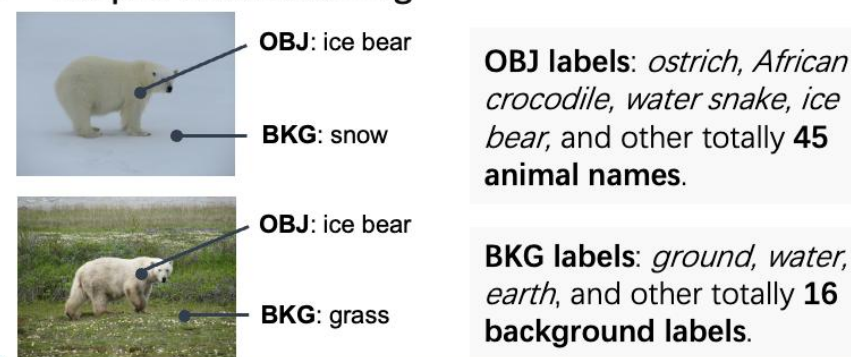 OBJ: ice bear
BKG: snow
OBJ: ice bear
BKG: grass
OBJ labels: ostrich, African
crocodile, water snake, ice
bear, and other totally 45
animal names.
BKG labels: ground, water,
earth, and other totally 16
background labels.